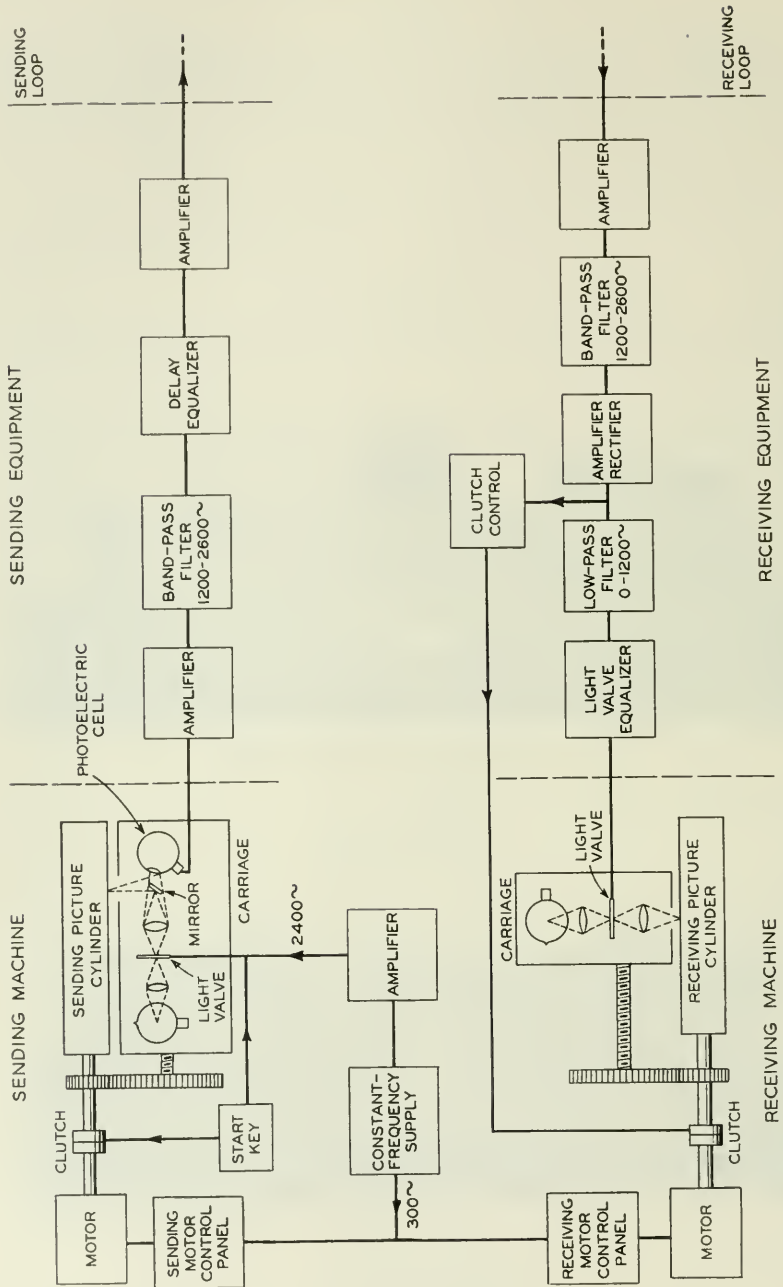 SENDING MACHINE
SENDING EQUIPMENT
SENDING
LOOP
MOTOR
CLUTCH
SENDING PICTURE
CYLINDER
PHOTOELECTRIC
CELL
MIRROR
LIGHT
VALVE
CARRIAGE
AMPLIFIER
BAND-PASS
FILTER
1200-2600~
DELAY
EQUALIZER
AMPLIFIER
SENDING
MOTOR
CONTROL
PANEL
START
KEY
2400~
AMPLIFIER
CONSTANT-
FREQUENCY
SUPPLY
300~
RECEIVING
MOTOR
CONTROL
PANEL
MOTOR
CLUTCH
CARRIAGE
LIGHT
VALVE
RECEIVING PICTURE
CYLINDER
CLUTCH
CONTROL
LIGHT
VALVE
EQUALIZER
LOW-PASS
FILTER
0-1200~
AMPLIFIER
RECTIFIER
BAND-PASS
FILTER
1200-2600~
AMPLIFIER
RECEIVING
LOOP
RECEIVING MACHINE
RECEIVING EQUIPMENT